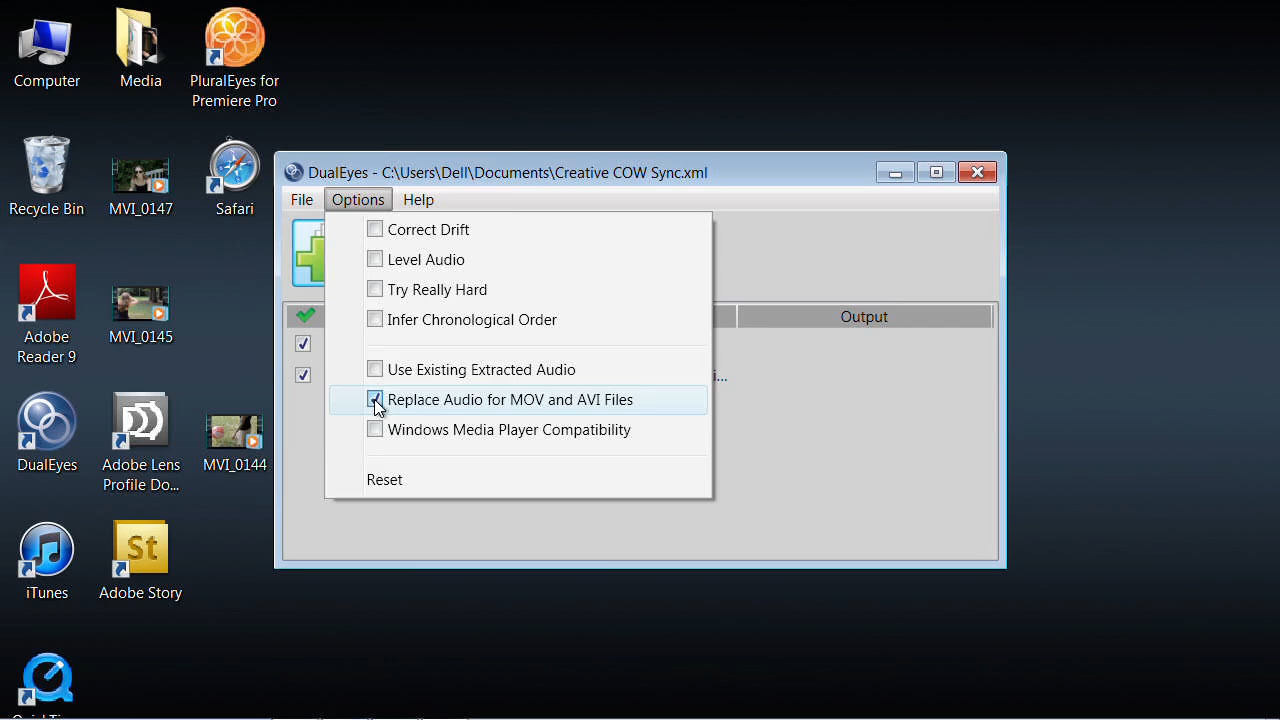 Computer
Media
PluralEyes for
Premiere Pro
Recycle Bin
MVI_0147
Safari
Adobe
Reader 9
MVI_0145
DualEyes
Adobe Lens
Profile Do...
MVI_0144
iTunes
St
Adobe Story
DualEyes - C:\Users\Dell\Documents\Creative COW Sync.xml
File
Options
Help
Correct Drift
Level Audio
Try Really Hard
Infer Chronological Order
Use Existing Extracted Audio
Replace Audio for MOV and AVI Files
Windows Media Player Compatibility
Reset
Output
i...